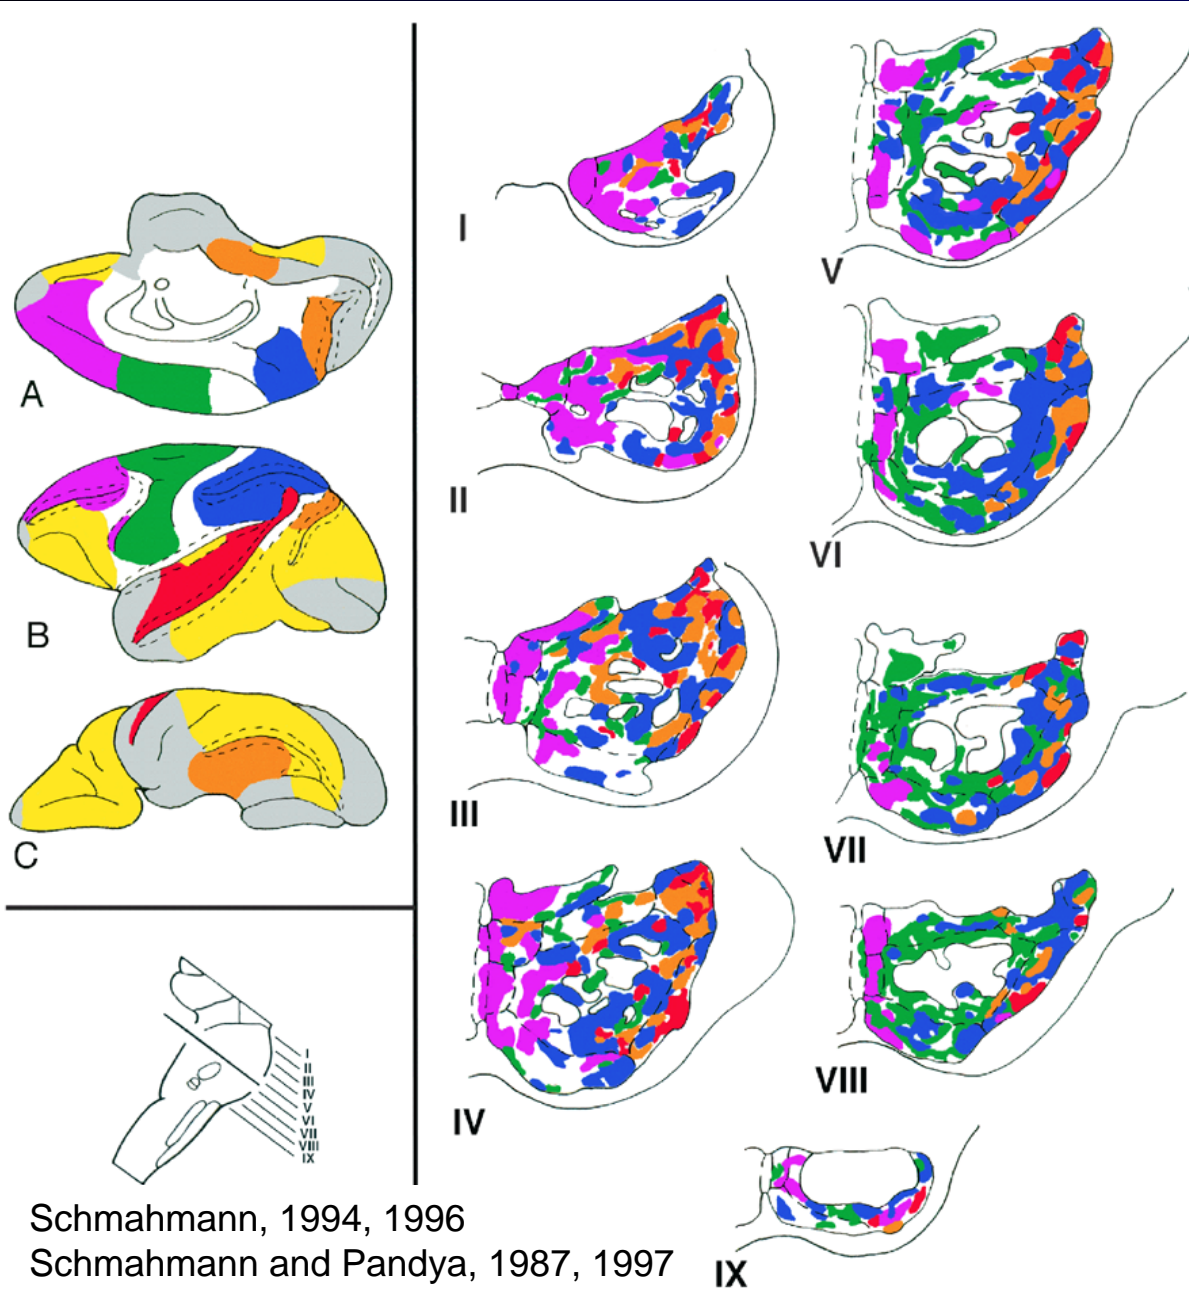 A
B
C
I
II
III
IV
V
VI
VII
VIII
IX
I
II
III
IV
V
VI
VII
VIII
IX
Schmahmann, 1994, 1996
Schmahmann and Pandya, 1987, 1997